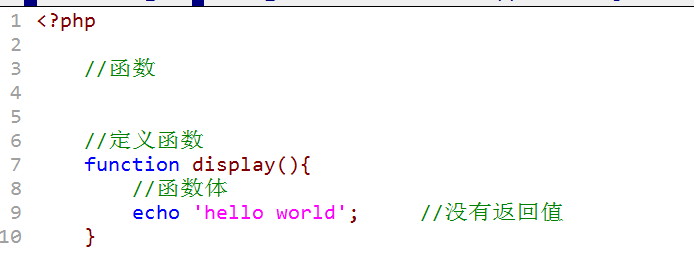 1 <?php
2
3 //函数
4
5
6 //定义函数
7 function display(){
8 //函数体
9 echo 'hello world'; //没有返回值
10 }